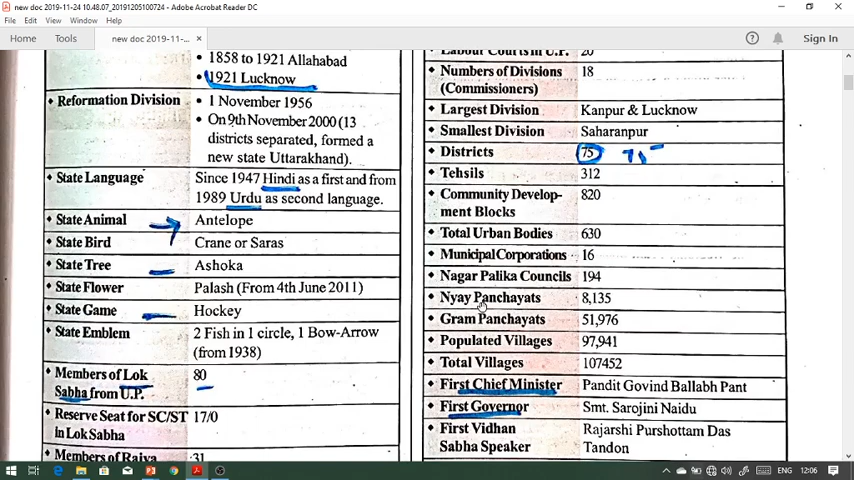 new doc 2019-11-24 10.48.07_20191205100724 - Adobe Acrobat Reader DC
File Edit View Window Help
Home Tools new doc 2019-11-... × Sign In
• 1858 to 1921 Allahabad
• 1921 Lucknow
Reformation Division • 1 November 1956
• On 9th November 2000 (13
districts separated, formed a
new state Uttarakhand).
State Language Since 1947 Hindi as a first and from
1989 Urdu as second language.
State Animal Antelope
State Bird Crane or Saras
State Tree Ashoka
State Flower Palash (From 4th June 2011)
State Game Hockey
State Emblem 2 Fish in 1 circle, 1 Bow-Arrow
(from 1938)
Members of Lok 80
Sabha from U.P.
Reserve Seat for SC/ST 17/0
in Lok Sabha
Members of Rajya 31
Labour Courts in U.P. 20
Numbers of Divisions 18
(Commissioners)
Largest Division Kanpur & Lucknow
Smallest Division Saharanpur
Districts 75
Tehsils 312
Community Develop- 820
ment Blocks
Total Urban Bodies 630
Municipal Corporations 16
Nagar Palika Councils 194
Nyay Panchayats 8,135
Gram Panchayats 51,976
Populated Villages 97,941
Total Villages 107452
First Chief Minister Pandit Govind Ballabh Pant
First Governor Smt. Sarojini Naidu
First Vidhan Rajarshi Purshottam Das
Sabha Speaker Tandon
ENG 12:06